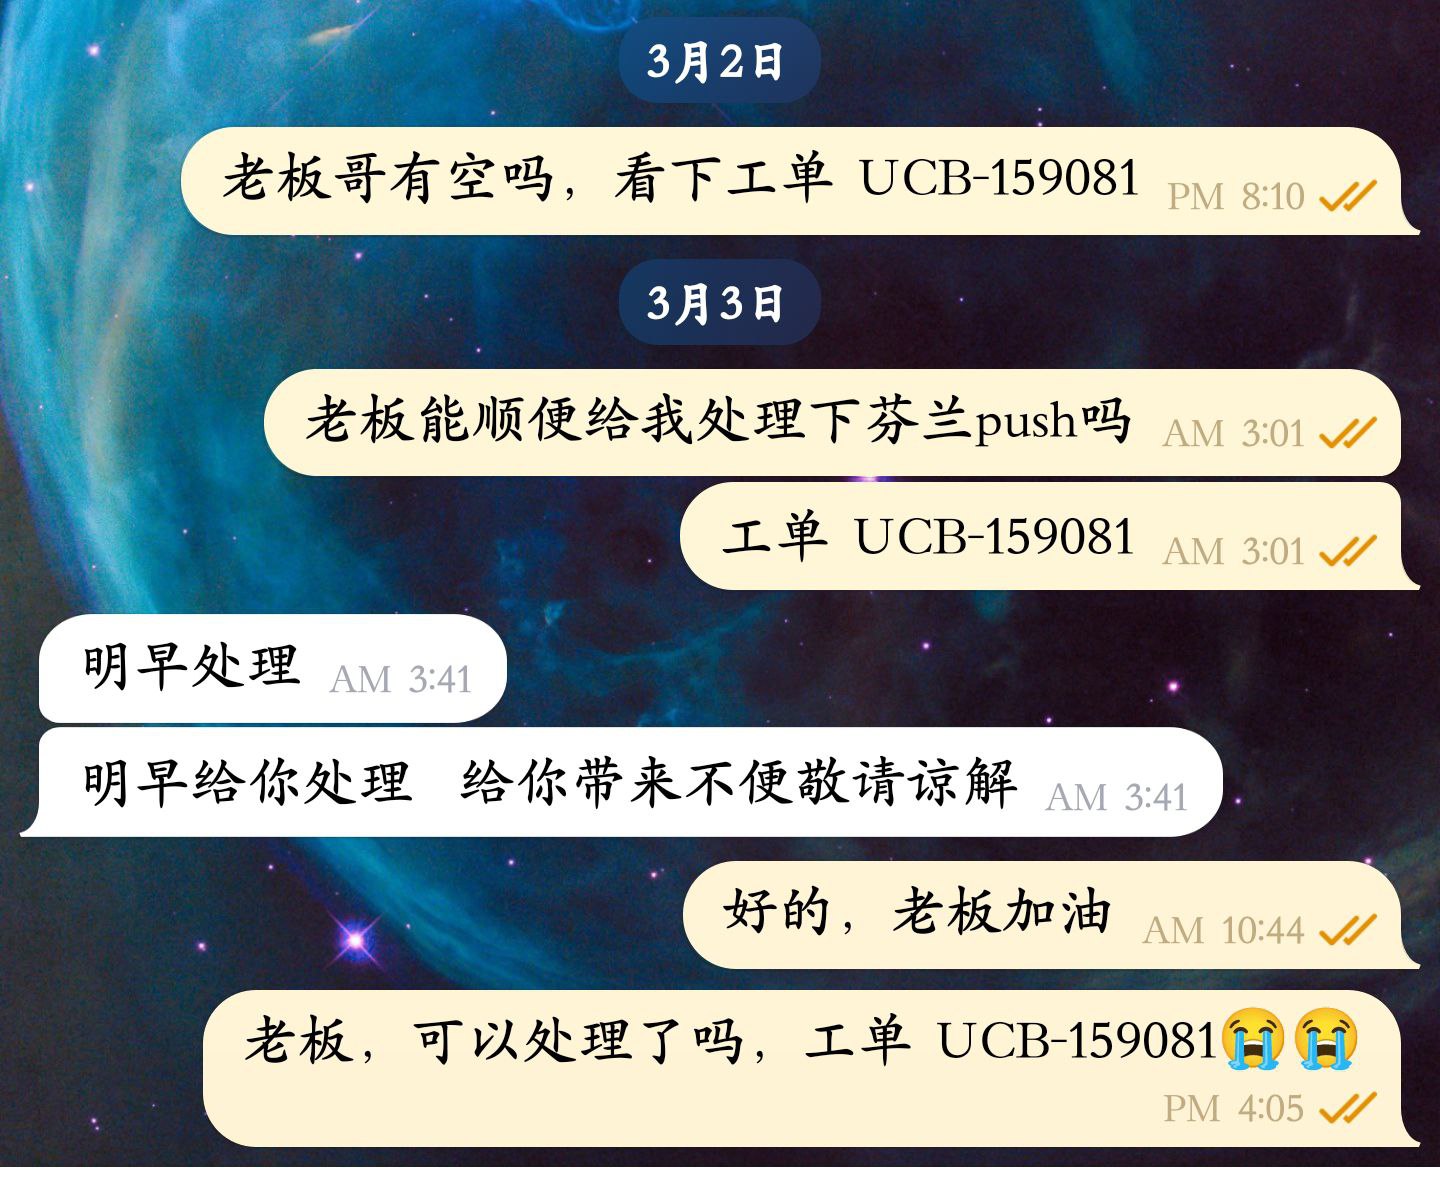 3月2日
老板哥有空吗，看下工单 UCB-159081 PM 8:10
3月3日
老板能顺便给我处理下芬兰push吗 AM 3:01
工单 UCB-159081 AM 3:01
明早处理 AM 3:41
明早给你处理 给你带来不便敬请谅解 AM 3:41
好的，老板加油 AM 10:44
老板，可以处理了吗，工单 UCB-159081😭😭
PM 4:05